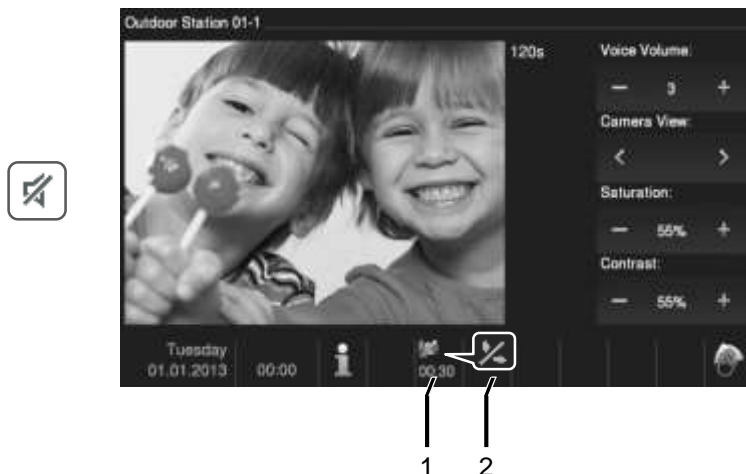 Outdoor Station 01-1
120s
Voice Volume:
3
Camera View:
Saturation:
55%
Contrast:
55%
Tuesday
01.01.2013
00:00
00:30
1
2